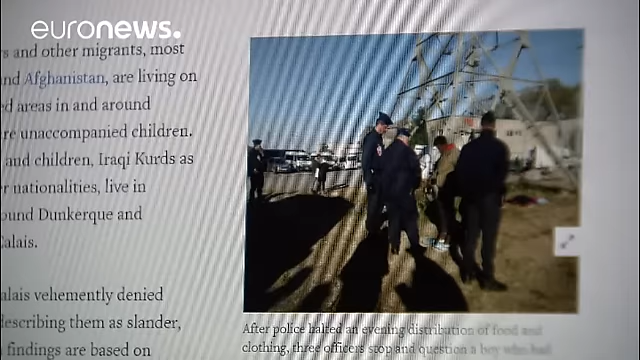 euronews.
rs and other migrants, most
nd Afghanistan, are living on
ed areas in and around
re unaccompanied children.
and children, Iraqi Kurds as
r nationalities, live in
ound Dunkerque and
Calais.
alais vehemently denied
describing them as slander,
findings are based on
After police halted an evening distribution of food and
clothing, three officers stop and question a boy who had